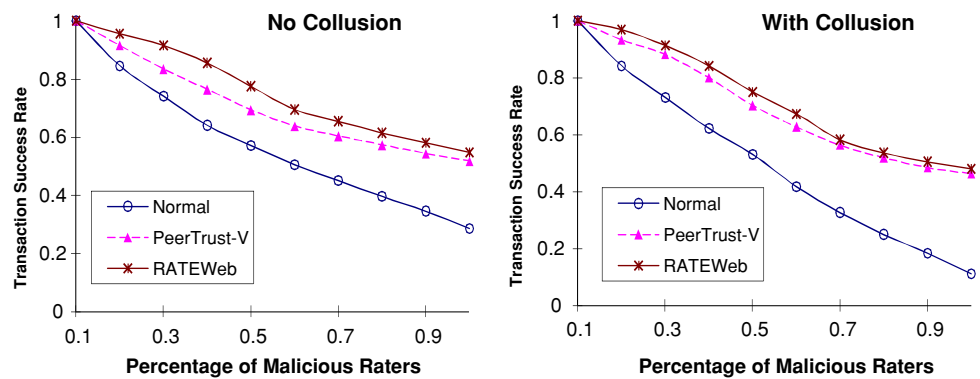 No Collusion
1
0.8
0.6
0.4
0.2
0
Transaction Success Rate
Normal
PeerTrust-V
RATEWeb
0.1 0.3 0.5 0.7 0.9
Percentage of Malicious Raters
With Collusion
1
0.8
0.6
0.4
0.2
0
Transaction Success Rate
Normal
PeerTrust-V
RATEWeb
0.1 0.3 0.5 0.7 0.9
Percentage of Malicious Raters